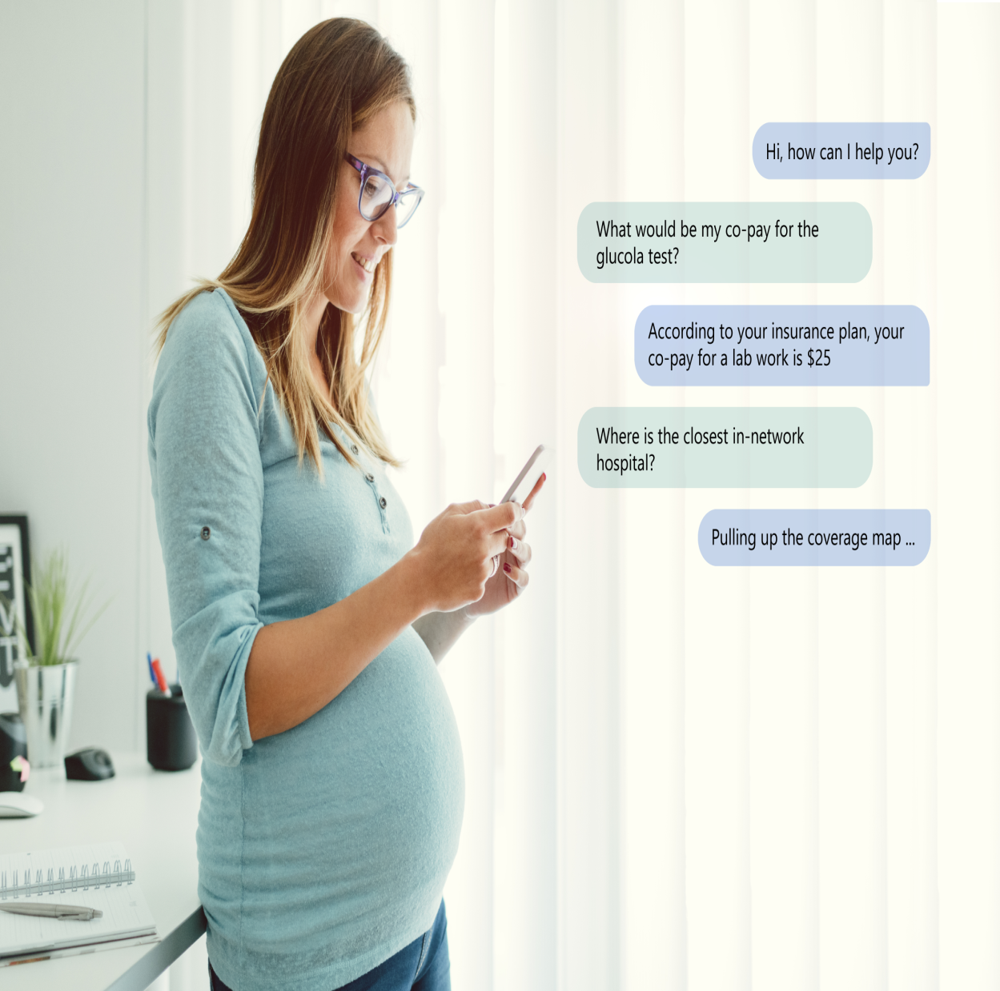 Hi, how can I help you?
What would be my co-pay for the
glucola test?
According to your insurance plan, your
co-pay for a lab work is $25
Where is the closest in-network
hospital?
Pulling up the coverage map ...